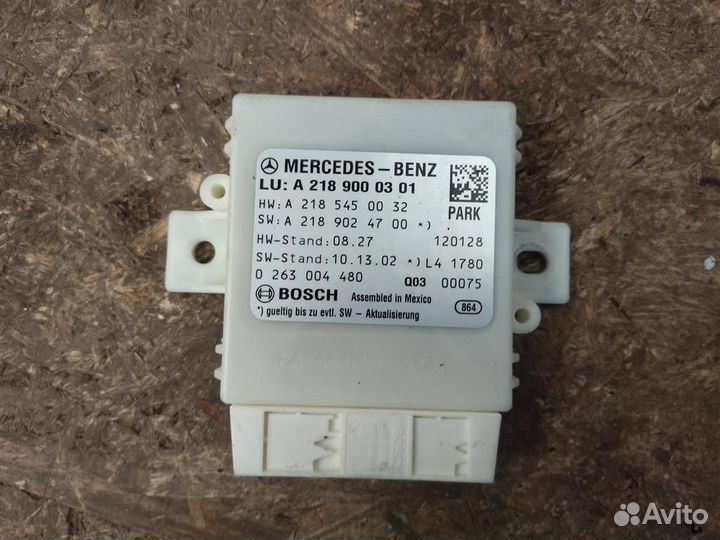 MERCEDES-BENZ
LU: A 218 900 03 01
HW: A 218 545 00 32
SW: A 218 902 47 00 *)
PARK
HW-Stand: 08.27 120128
SW-Stand: 10.13.02 *) L4 1780
0 263 004 480 Q03 00075
BOSCH Assembled in Mexico
864
*) gueltig bis zu evtl. SW - Aktualisierung
Avito